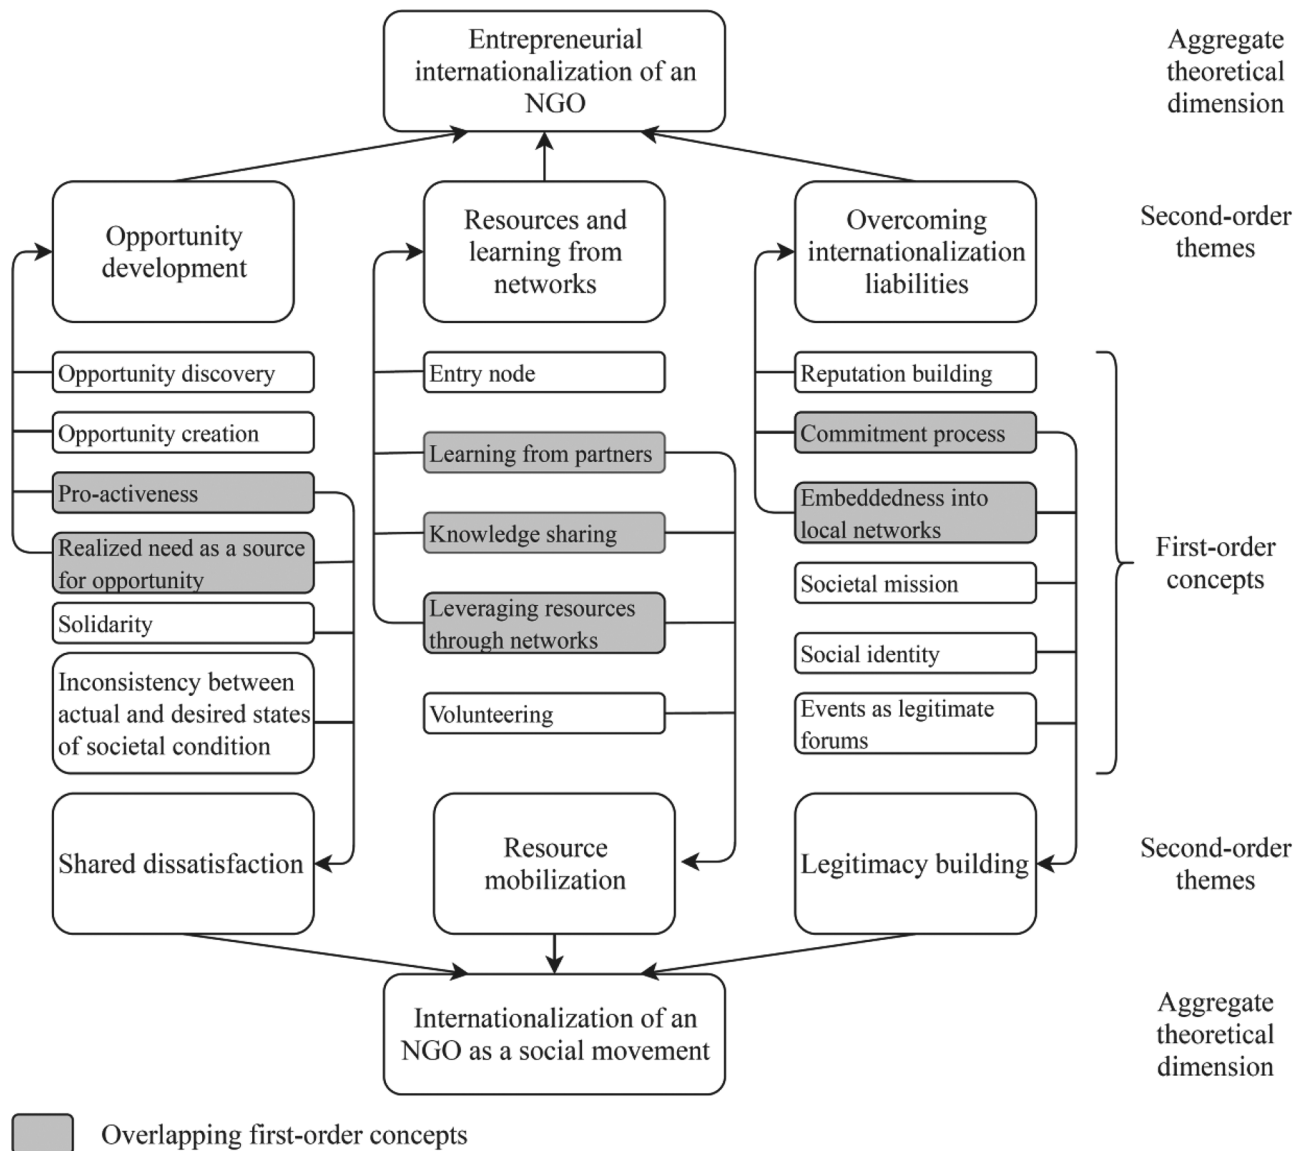 Entrepreneurial
internationalization of an
NGO
Aggregate
theoretical
dimension
Opportunity
development
Resources and
learning from
networks
Overcoming
internationalization
liabilities
Second-order
themes
Opportunity discovery
Opportunity creation
Pro-activeness
Realized need as a source
for opportunity
Solidarity
Inconsistency between
actual and desired states
of societal condition
Entry node
Learning from partners
Knowledge sharing
Leveraging resources
through networks
Volunteering
Reputation building
Commitment process
Embeddedness into
local networks
Societal mission
Social identity
Events as legitimate
forums
First-order
concepts
Shared dissatisfaction
Resource
mobilization
Legitimacy building
Second-order
themes
Internationalization of an
NGO as a social movement
Aggregate
theoretical
dimension
Overlapping first-order concepts